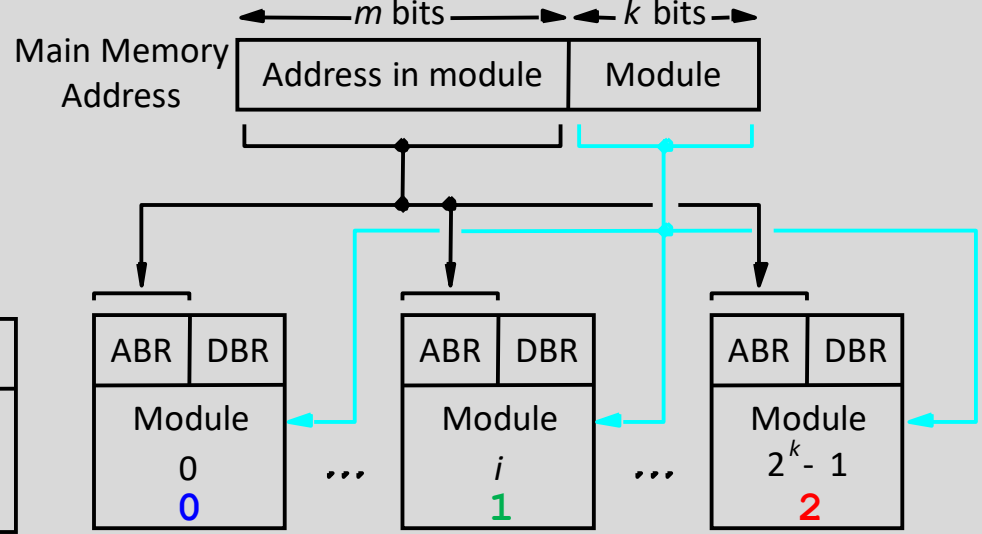 m bits k bits
Main Memory Address
Address in module Module
ABR DBR ABR DBR ABR DBR
Module Module Module
0 ... i ... 2^k - 1
0 1 2